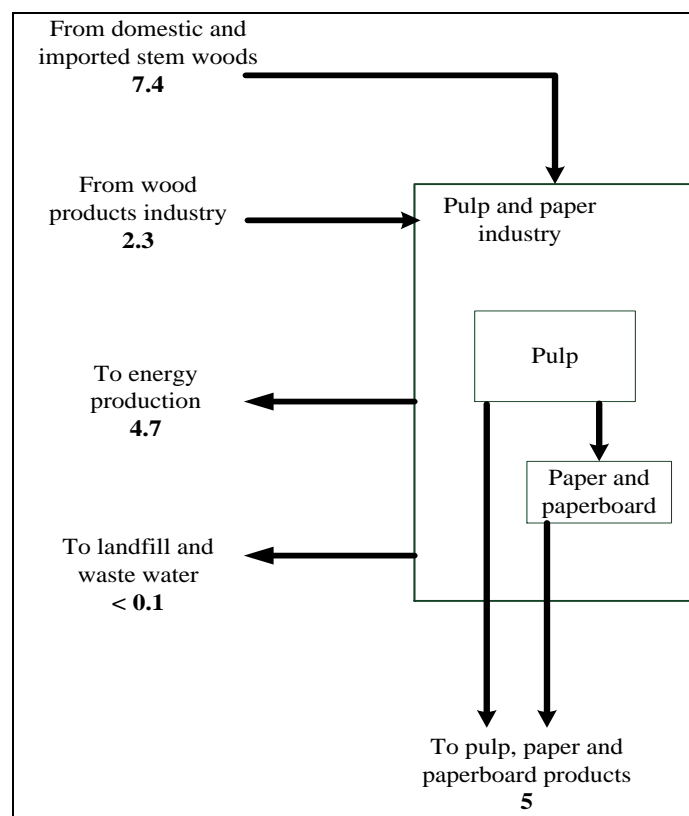 From domestic and
imported stem woods
7.4
From wood
products industry
2.3
Pulp and paper
industry
Pulp
To energy
production
4.7
Paper and
paperboard
To landfill and
waste water
< 0.1
To pulp, paper and
paperboard products
5